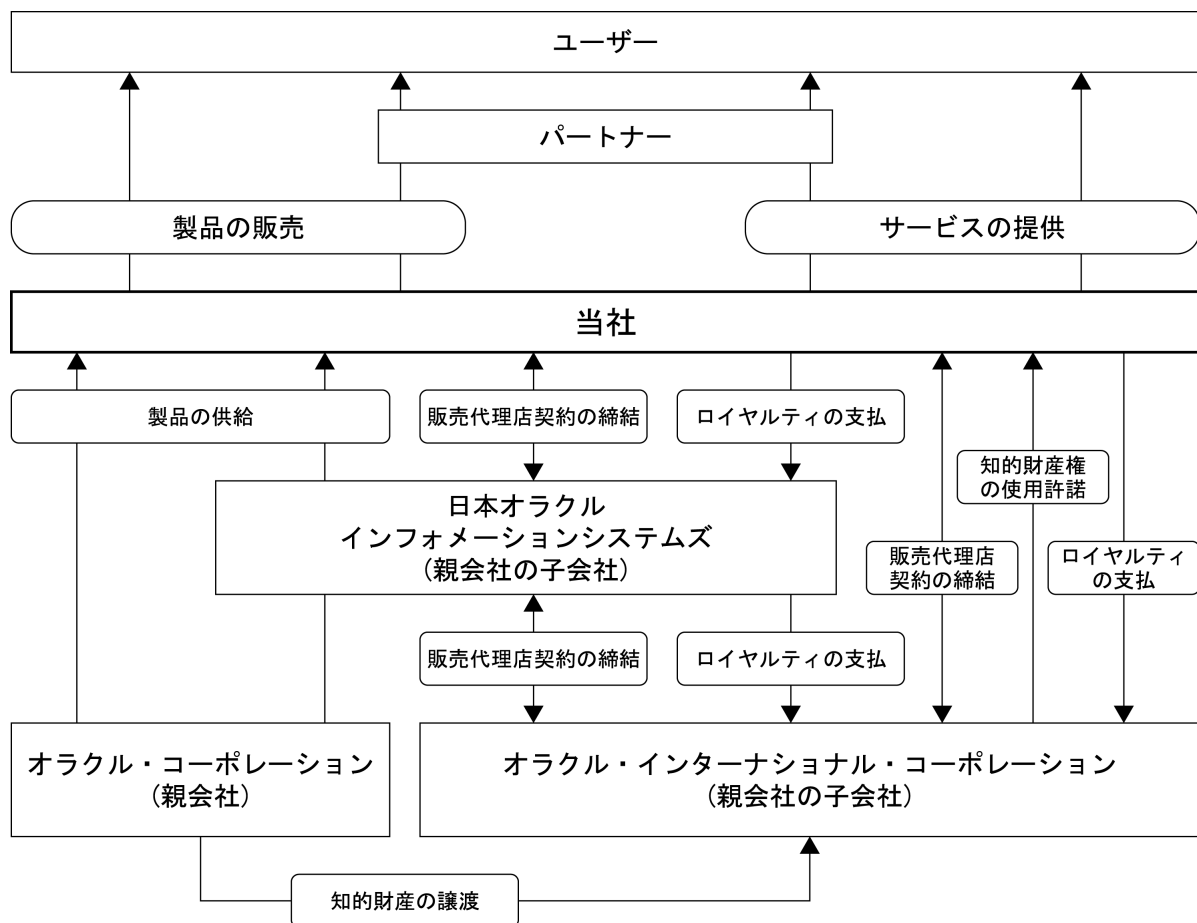 ユーザー
パートナー
製品の販売
サービスの提供
当社
製品の供給
販売代理店契約の締結
ロイヤルティの支払
知的財産権
の使用許諾
日本オラクル
インフォメーションシステムズ
(親会社の子会社)
販売代理店
契約の締結
ロイヤルティ
の支払
販売代理店契約の締結
ロイヤルティの支払
オラクル・コーポレーション
(親会社)
オラクル・インターナショナル・コーポレーション
(親会社の子会社)
知的財産の譲渡